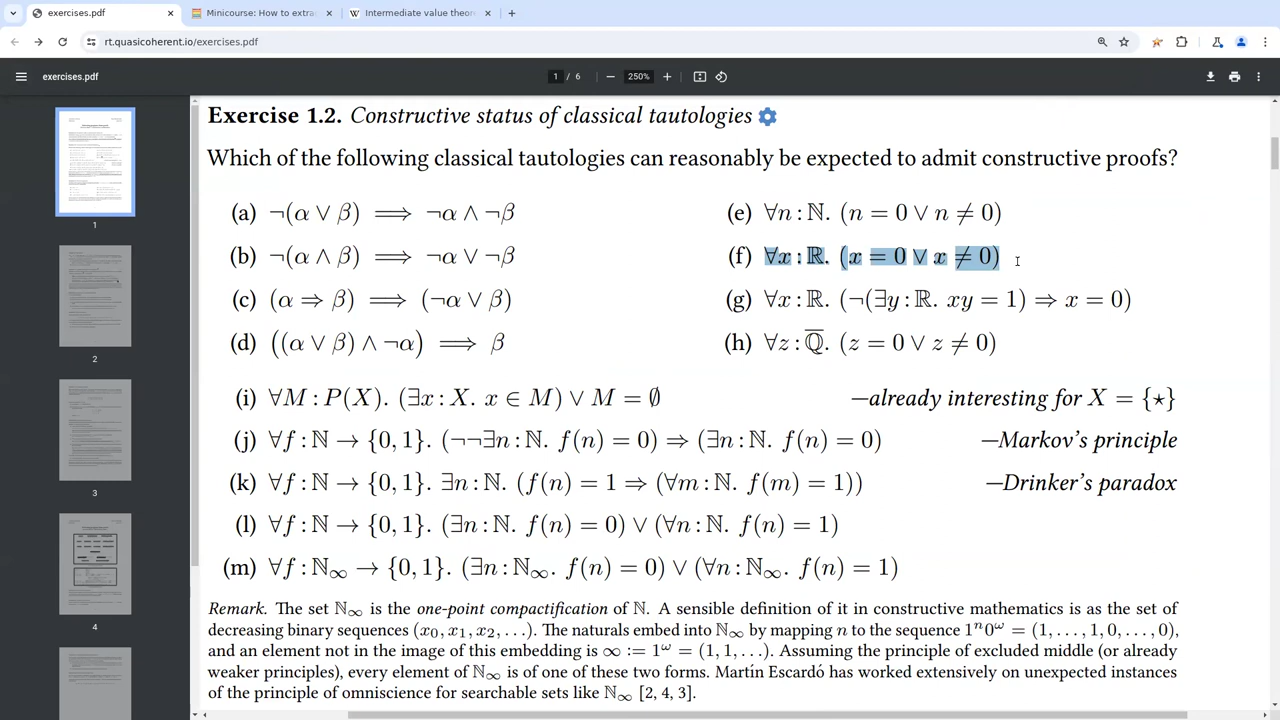 exercises.pdf
Minicourse: How to extra
Intermediate value theor
rt.quasicoherent.io/exercises.pdf
exercises.pdf
1 / 6
250%
Exercise 1.2. Constructive status of classical tautologies
Which of the following classical tautologies can reasonably be expected to admit constructive proofs?
(a) ¬(α ∨ β) ⟹ ¬α ∧ ¬β
(b) ¬(α ∧ β) ⟹ ¬α ∨ ¬β
(c) (α ⇒ β) ⟹ (¬α ∨ β)
(d) ((α ∨ β) ∧ ¬α) ⟹ β
(e) ∀n : ℕ. (n = 0 ∨ n ≠ 0)
(f) ∀x : ℝ. (x = 0 ∨ x ≠ 0)
(g) ∀x : ℝ. (¬(∃y : ℝ. xy = 1) ⇒ x = 0)
(h) ∀z : ℚ̅. (z = 0 ∨ z ≠ 0)
(i) ∀M : P(X). (∃x : X. x ∈ M) ∨ M = ∅ —already interesting for X = {⋆}
(j) ∀f : ℕ → {0, 1}. (¬¬∃n : ℕ. f(n) = 0) ⇒ (∃n : ℕ. f(n) = 0) —Markov's principle
(k) ∀f : ℕ → {0, 1}. ∃n : ℕ. (f(n) = 1 ⇒ (∀m : ℕ. f(m) = 1)) —Drinker's paradox
(l) ∀f : ℕ → {0, 1}. (∃n : ℕ. f(n) = 0) ∨ (∀n : ℕ. f(n) = 1)
(m) ∀f : ℕ∞ → {0, 1}. (∃n : ℕ∞. f(n) = 0) ∨ (∀n : ℕ∞. f(n) = 1)
Remark. The set ℕ∞ is the one-point compactification of ℕ. A sensible definition of it in constructive mathematics is as the set of
decreasing binary sequences (x₀, x₁, x₂, . . .). The naturals embed into ℕ∞ by mapping n to the sequence 1ⁿ0^ω = (1, . . . , 1, 0, . . . , 0),
and an element not in the image of this embedding is ∞ := 1^ω = (1, 1, . . .). Assuming the principle of excluded middle (or already
weaker principles), every element of ℕ∞ is of one of these two forms. Martín Escardó has worked extensively on unexpected instances
of the principle of omniscience for searchable sets like ℕ∞ [2, 4, 3].
1
2
3
4